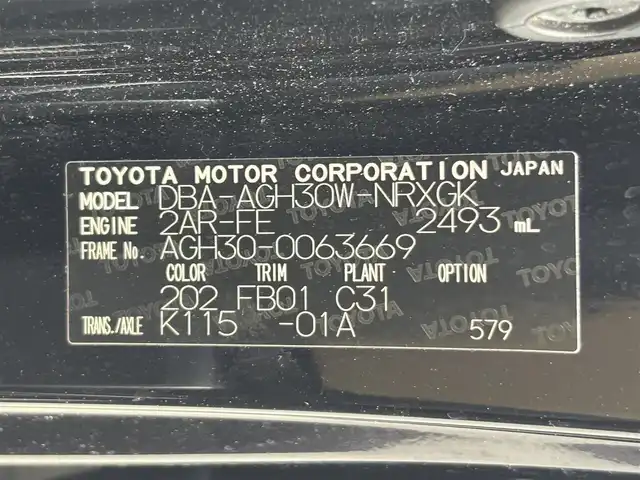 TOYOTA MOTOR CORPORATION JAPAN
MODEL DBA-AGH30W-NRXGK
ENGINE 2AR-FE 2493 mL
FRAME No. AGH30-0063669
COLOR TRIM PLANT OPTION
202 FB01 C31
TRANS./AXLE K115 -01A 579